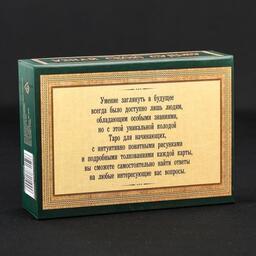 Умение заглянуть в будущее
всегда было доступно лишь людям,
обладающим особыми знаниями,
но с этой уникальной колодой
Таро для начинающих,
с интуитивно понятными рисунками
и подробными толкованиями каждой карты,
вы сможете самостоятельно найти ответы
на любые интересующие вас вопросы.